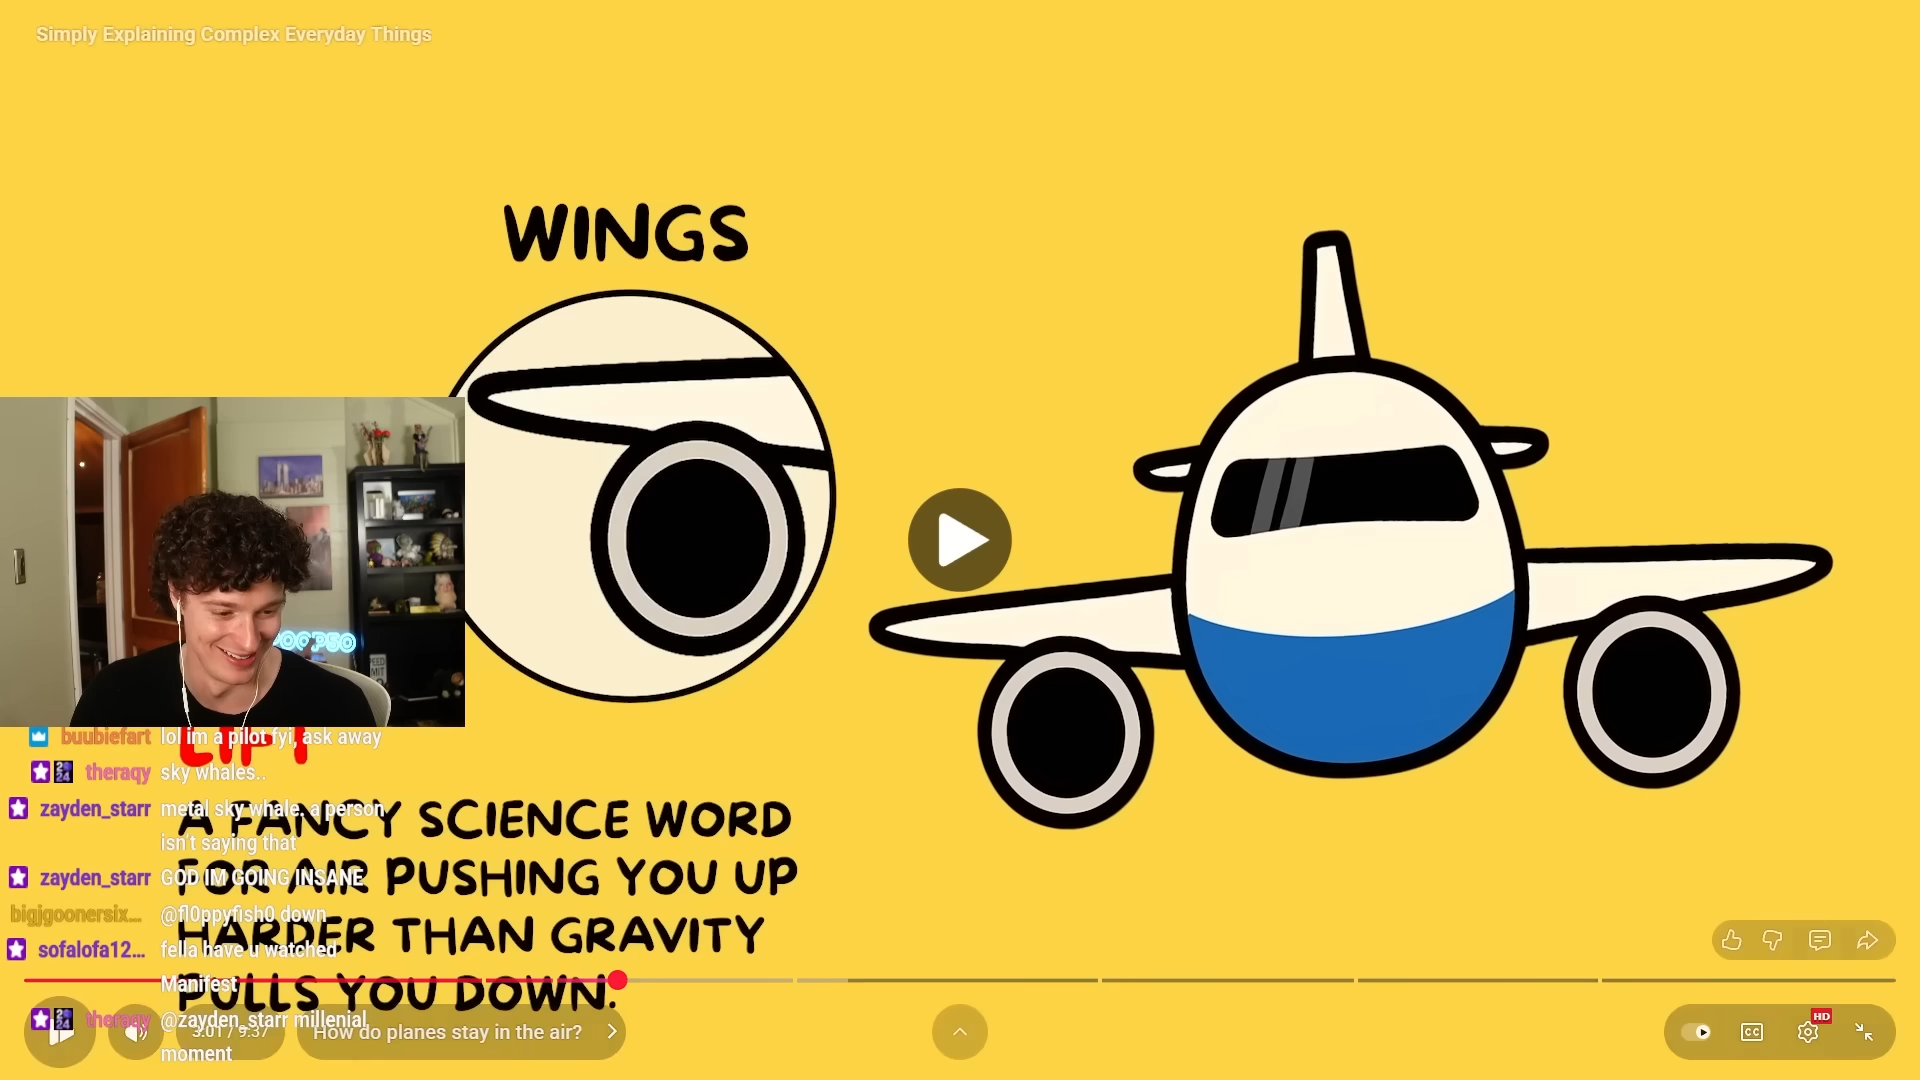 Simply Explaining Complex Everyday Things
WINGS
LIFT
A FANCY SCIENCE WORD
FOR AIR PUSHING YOU UP
HARDER THAN GRAVITY
PULLS YOU DOWN.
buubiefart lol im a pilot fyi, ask away
theraqy sky whales..
zayden_starr metal sky whale. a person
isn't saying that
zayden_starr GOD IM GOING INSANE
bigjgoonersix... @fl0ppyfish0 down
sofalofa12... fella have u watched
Manifest
theraqy @zayden_starr millenial
moment
3:01 / 9:37
How do planes stay in the air?
CC
HD